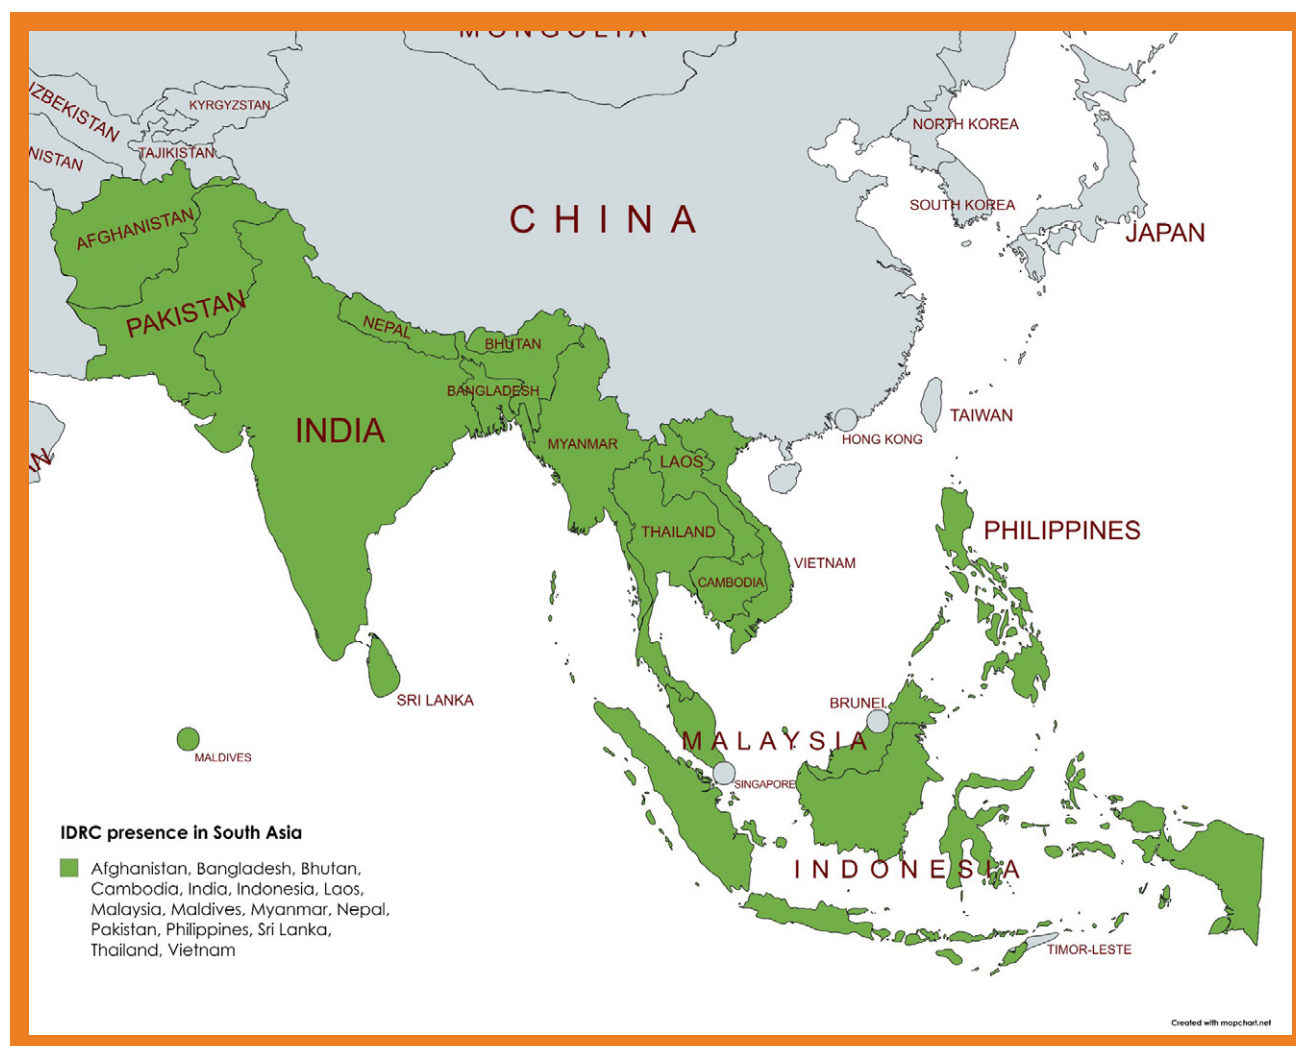 MONGOLIA
UZBEKISTAN
KYRGYZSTAN
TAJIKISTAN
NISTAN
NORTH KOREA
SOUTH KOREA
JAPAN
CHINA
AFGHANISTAN
PAKISTAN
NEPAL
BHUTAN
BANGLADESH
INDIA
MYANMAR
LAOS
HONG KONG
TAIWAN
THAILAND
VIETNAM
CAMBODIA
PHILIPPINES
SRI LANKA
BRUNEI
MALAYSIA
MALDIVES
SINGAPORE
INDONESIA
TIMOR-LESTE
IDRC presence in South Asia
Afghanistan, Bangladesh, Bhutan,
Cambodia, India, Indonesia, Laos,
Malaysia, Maldives, Myanmar, Nepal,
Pakistan, Philippines, Sri Lanka,
Thailand, Vietnam
Created with mapchart.net